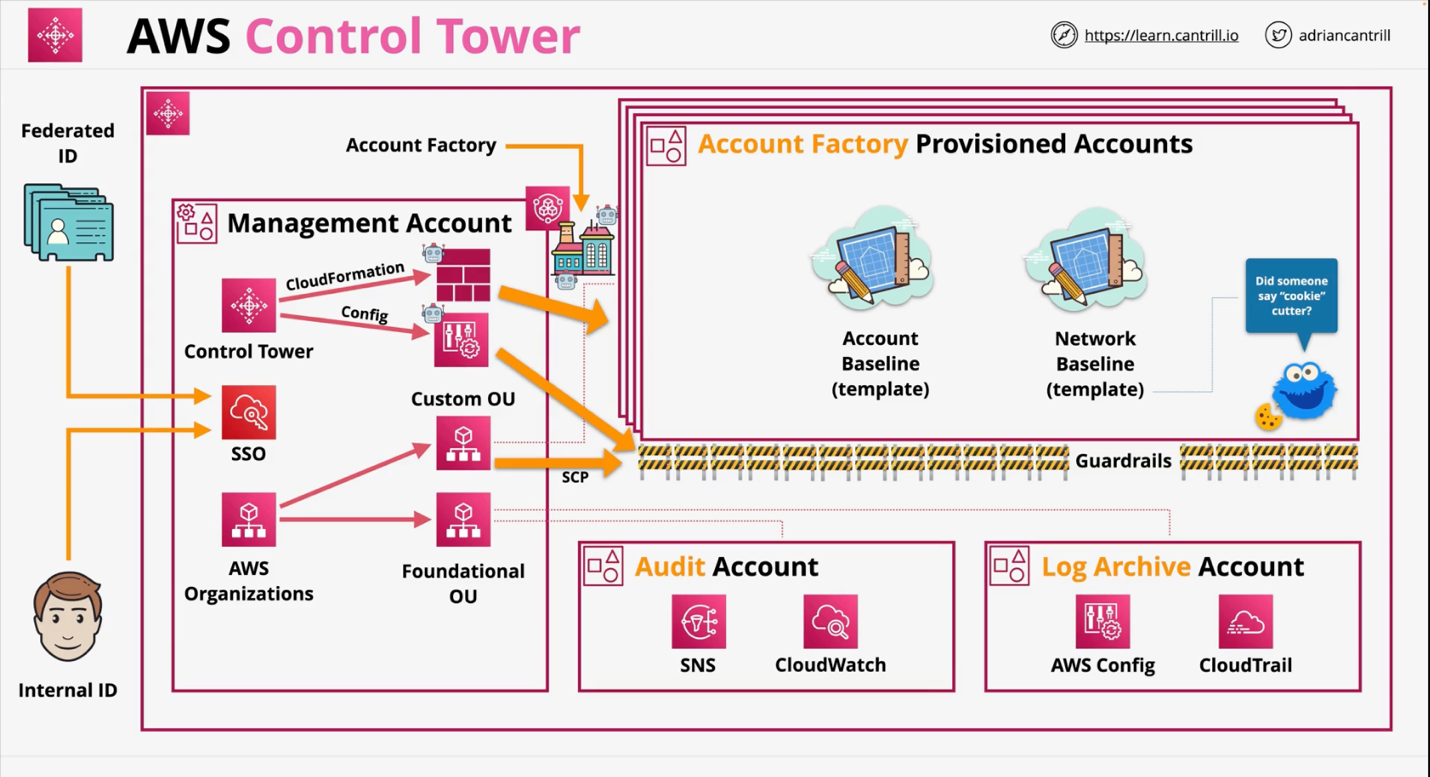 AWS Control Tower
https://learn.cantrill.io
adriancantrill
Federated
ID
Account Factory
Account Factory Provisioned Accounts
Management Account
CloudFormation
Config
Control Tower
Custom OU
SSO
AWS
Organizations
Foundational
OU
SCP
Account
Baseline
(template)
Network
Baseline
(template)
Did someone
say “cookie”
cutter?
Guardrails
Audit Account
SNS
CloudWatch
Log Archive Account
AWS Config
CloudTrail
Internal ID